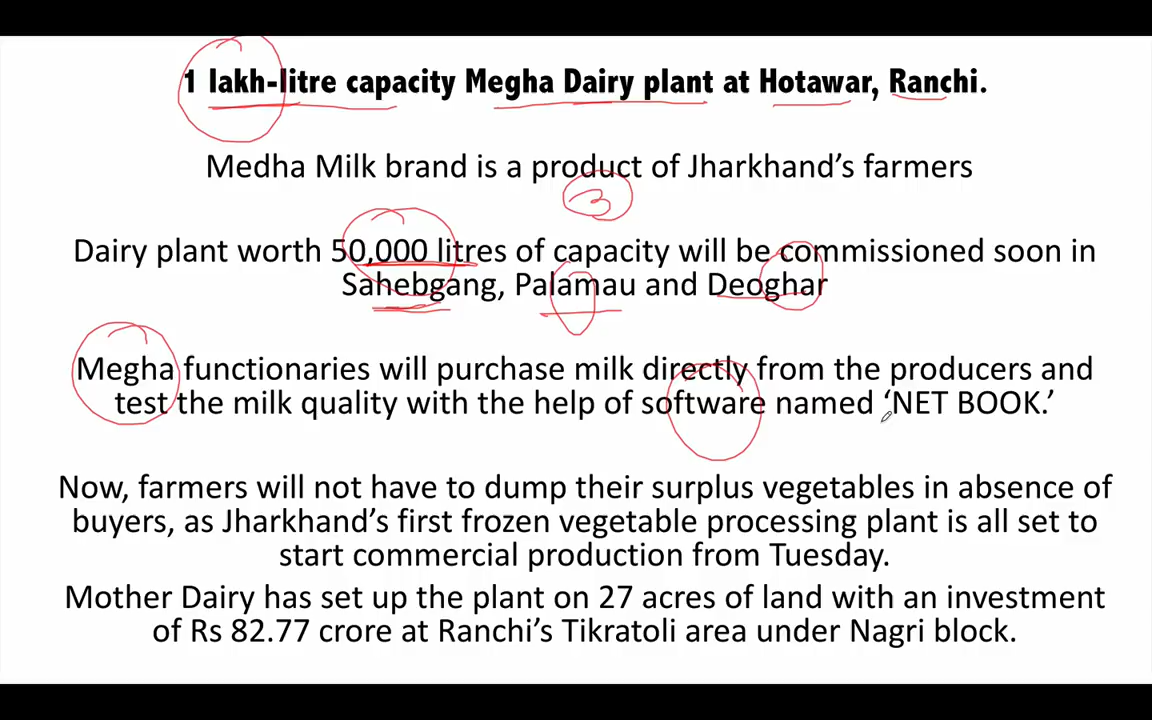 1 lakh-litre capacity Megha Dairy plant at Hotawar, Ranchi.
Medha Milk brand is a product of Jharkhand’s farmers
3
Dairy plant worth 50,000 litres of capacity will be commissioned soon in
Sahebgang, Palamau and Deoghar
Megha functionaries will purchase milk directly from the producers and
test the milk quality with the help of software named ‘NET BOOK.’
Now, farmers will not have to dump their surplus vegetables in absence of
buyers, as Jharkhand’s first frozen vegetable processing plant is all set to
start commercial production from Tuesday.
Mother Dairy has set up the plant on 27 acres of land with an investment
of Rs 82.77 crore at Ranchi’s Tikratoli area under Nagri block.